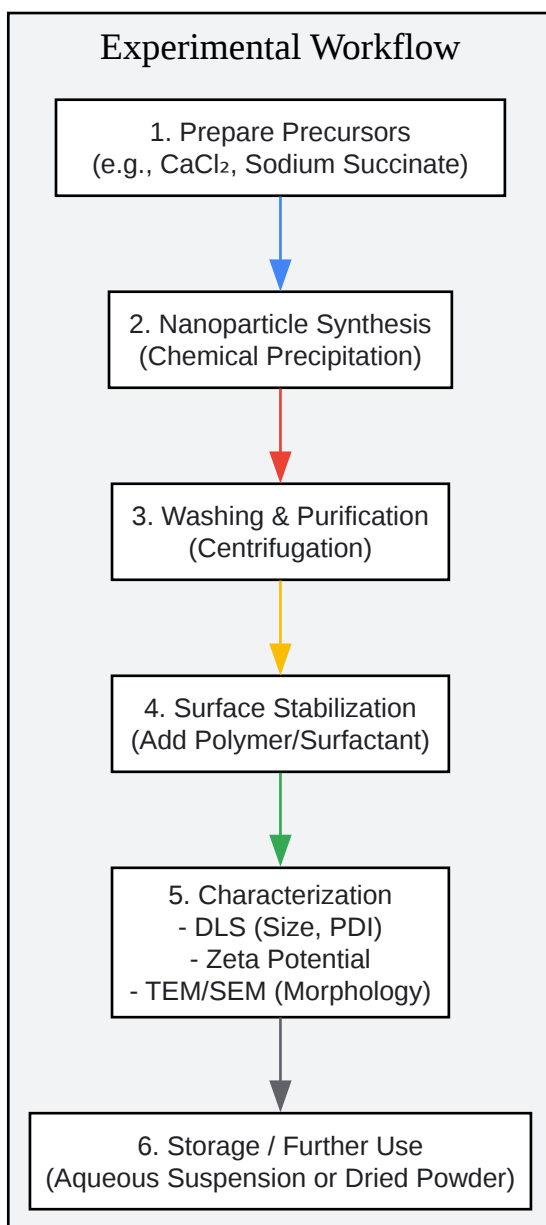 Experimental Workflow
1. Prepare Precursors
(e.g., CaCl₂, Sodium Succinate)
2. Nanoparticle Synthesis
(Chemical Precipitation)
3. Washing & Purification
(Centrifugation)
4. Surface Stabilization
(Add Polymer/Surfactant)
5. Characterization
- DLS (Size, PDI)
- Zeta Potential
- TEM/SEM (Morphology)
6. Storage / Further Use
(Aqueous Suspension or Dried Powder)